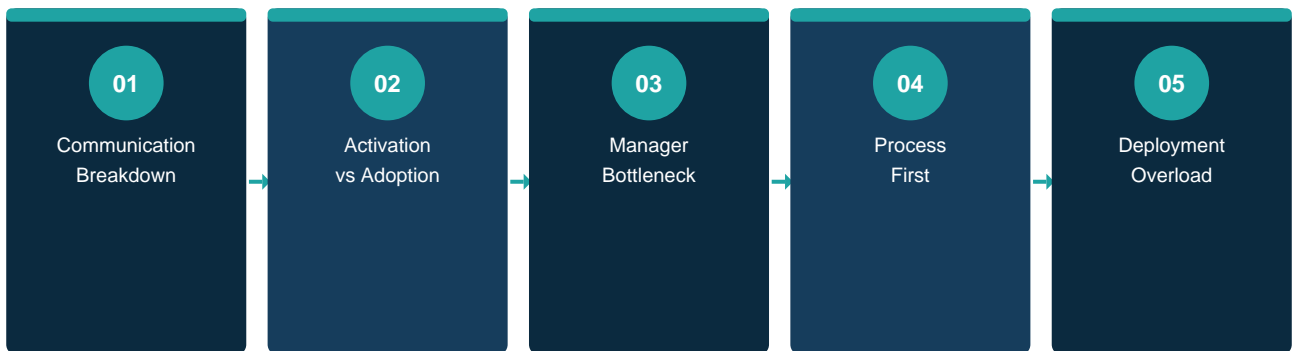 01
Communication
Breakdown
02
Activation
vs Adoption
03
Manager
Bottleneck
04
Process
First
05
Deployment
Overload